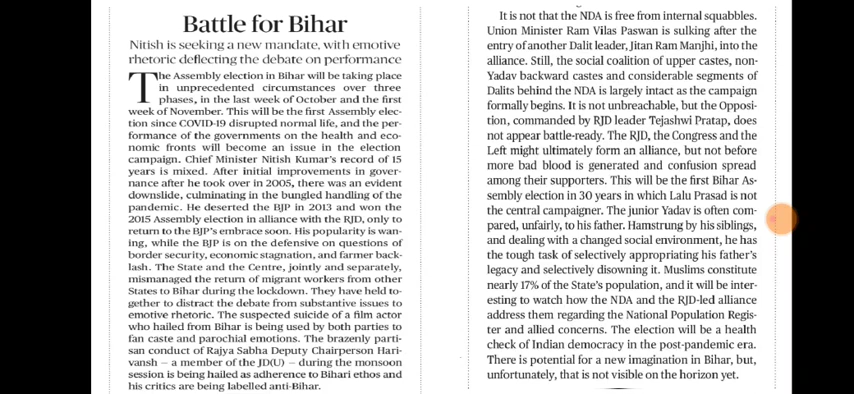 Battle for Bihar
Nitish is seeking a new mandate, with emotive
rhetoric deflecting the debate on performance
The Assembly election in Bihar will be taking place
in unprecedented circumstances over three
phases, in the last week of October and the first
week of November. This will be the first Assembly elec-
tion since COVID-19 disrupted normal life, and the per-
formance of the governments on the health and eco-
nomic fronts will become an issue in the election
campaign. Chief Minister Nitish Kumar's record of 15
years is mixed. After initial improvements in gover-
nance after he took over in 2005, there was an evident
downslide, culminating in the bungled handling of the
pandemic. He deserted the BJP in 2013 and won the
2015 Assembly election in alliance with the RJD, only to
return to the BJP's embrace soon. His popularity is wan-
ing, while the BJP is on the defensive on questions of
border security, economic stagnation, and farmer back-
lash. The State and the Centre, jointly and separately,
mismanaged the return of migrant workers from other
States to Bihar during the lockdown. They have held to-
gether to distract the debate from substantive issues to
emotive rhetoric. The suspected suicide of a film actor
who hailed from Bihar is being used by both parties to
fan caste and parochial emotions. The brazenly parti-
san conduct of Rajya Sabha Deputy Chairperson Hari-
vansh — a member of the JD(U) — during the monsoon
session is being hailed as adherence to Bihari ethos and
his critics are being labelled anti-Bihar.
It is not that the NDA is free from internal squabbles.
Union Minister Ram Vilas Paswan is sulking after the
entry of another Dalit leader, Jitan Ram Manjhi, into the
alliance. Still, the social coalition of upper castes, non-
Yadav backward castes and considerable segments of
Dalits behind the NDA is largely intact as the campaign
formally begins. It is not unbreachable, but the Opposi-
tion, commanded by RJD leader Tejashwi Pratap, does
not appear battle-ready. The RJD, the Congress and the
Left might ultimately form an alliance, but not before
more bad blood is generated and confusion spread
among their supporters. This will be the first Bihar As-
sembly election in 30 years in which Lalu Prasad is not
the central campaigner. The junior Yadav is often com-
pared, unfairly, to his father. Hamstrung by his siblings,
and dealing with a changed social environment, he has
the tough task of selectively appropriating his father's
legacy and selectively disowning it. Muslims constitute
nearly 17% of the State's population, and it will be inter-
esting to watch how the NDA and the RJD-led alliance
address them regarding the National Population Regis-
ter and allied concerns. The election will be a health
check of Indian democracy in the post-pandemic era.
There is potential for a new imagination in Bihar, but,
unfortunately, that is not visible on the horizon yet.